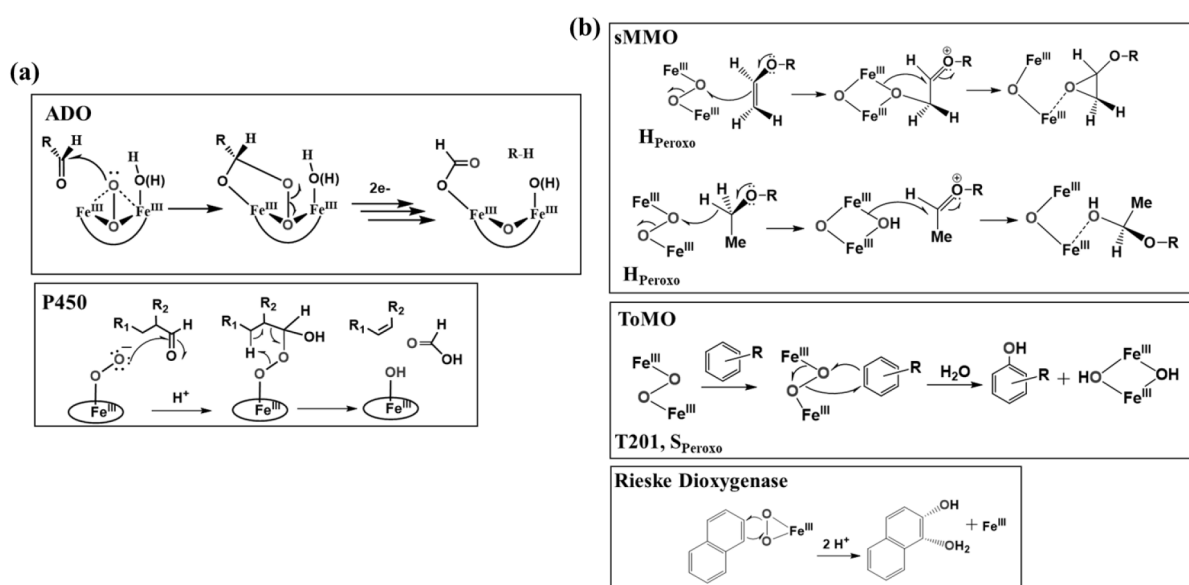 (a)
ADO
R H O O O H O(H) Fe^III Fe^III
R H O O O H O(H) Fe^III Fe^III
2e-
H O O R-H H O(H) Fe^III O Fe^III
P450
R1 R2 H O O O − Fe^III
H+
R1 R2 H H OH O O Fe^III
R1 R2 H O OH OH Fe^III
(b)
sMMO
Fe^III O O Fe^III H O-R H H
Fe^III O O Fe^III H O-R ⊕ H H
Fe^III O Fe^III O H O-R H H
H_Peroxo
Fe^III O O Fe^III H H O-R Me
Fe^III O OH Fe^III H O-R ⊕ Me
Fe^III O Fe^III H O Me H O-R
H_Peroxo
ToMO
Fe^III O O Fe^III
R
Fe^III O O Fe^III R
H2O
OH R + Fe^III HO OH Fe^III
T201, S_Peroxo
Rieske Dioxygenase
O O Fe^III
2 H+
OH OH2 + Fe^III